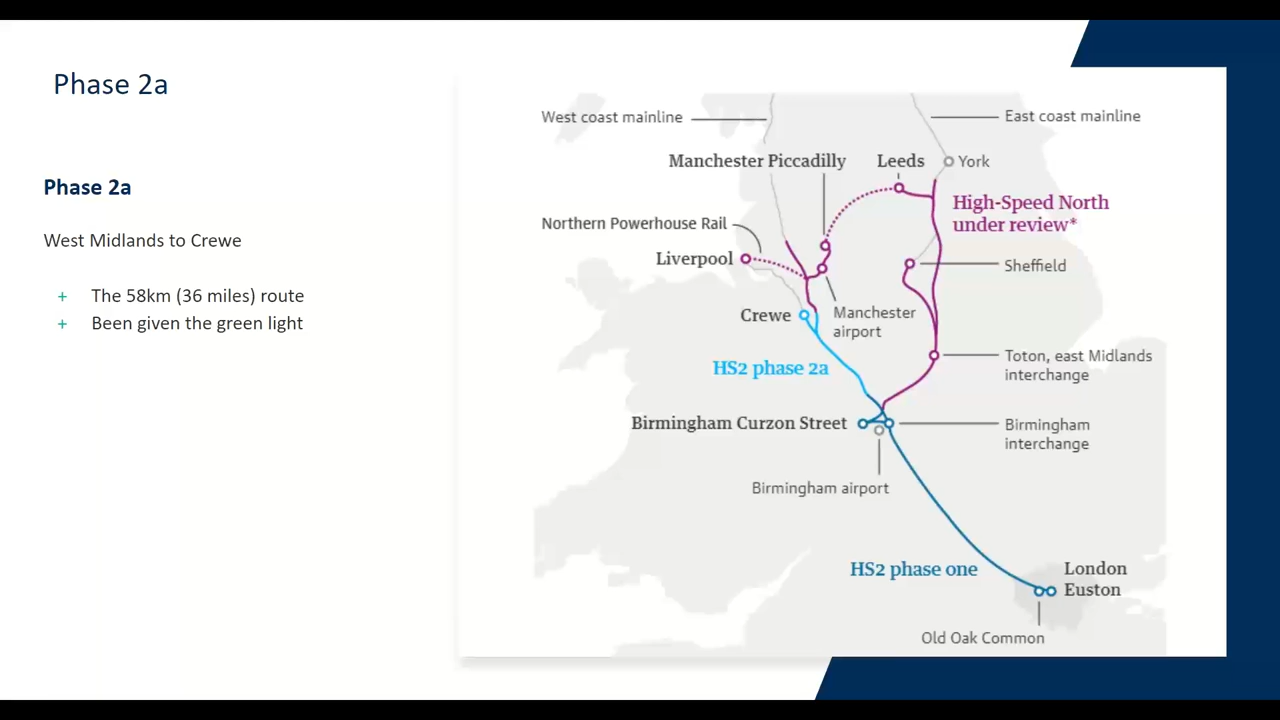 Phase 2a
Phase 2a
West Midlands to Crewe
+ The 58km (36 miles) route
+ Been given the green light
West coast mainline
East coast mainline
Manchester Piccadilly
Leeds
York
High-Speed North
under review*
Northern Powerhouse Rail
Liverpool
Sheffield
Crewe
Manchester
airport
HS2 phase 2a
Toton, east Midlands
interchange
Birmingham Curzon Street
Birmingham
interchange
Birmingham airport
HS2 phase one
London
Euston
Old Oak Common